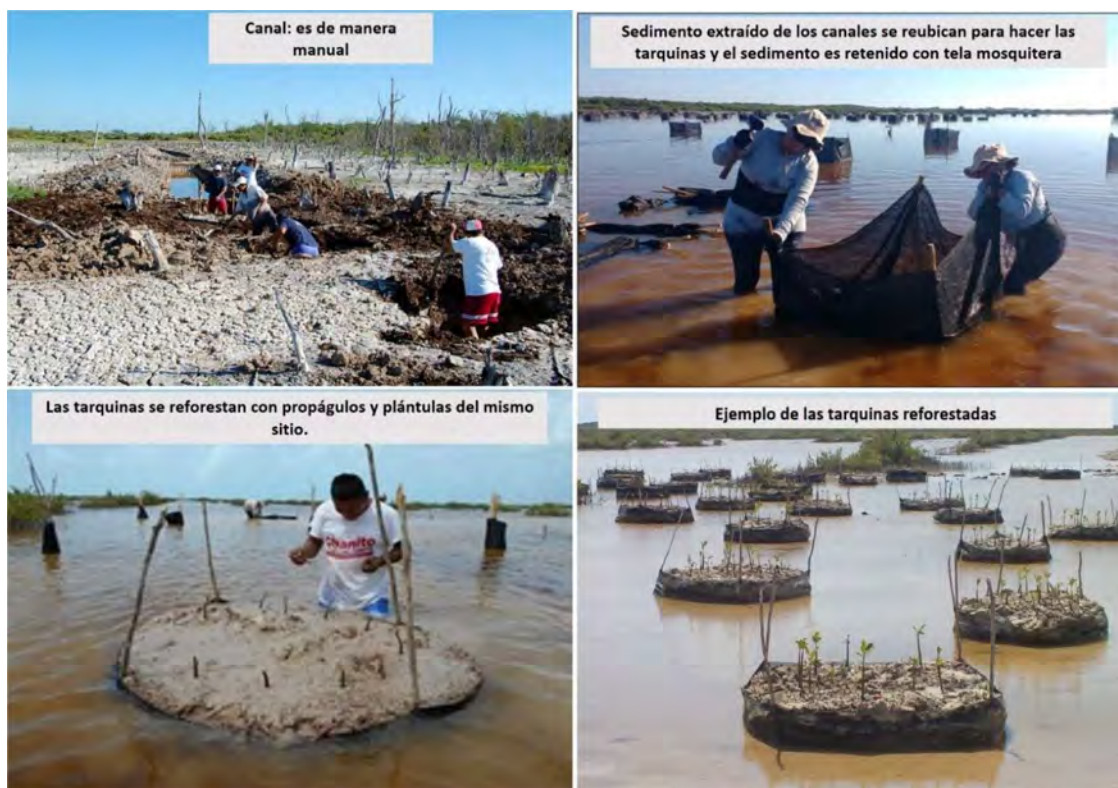 Canal: es de manera
manual
Sedimento extraído de los canales se reubican para hacer las
tarquinas y el sedimento es retenido con tela mosquitera
Las tarquinas se reforestan con propágulos y plántulas del mismo
sitio.
Chanito
Ejemplo de las tarquinas reforestadas